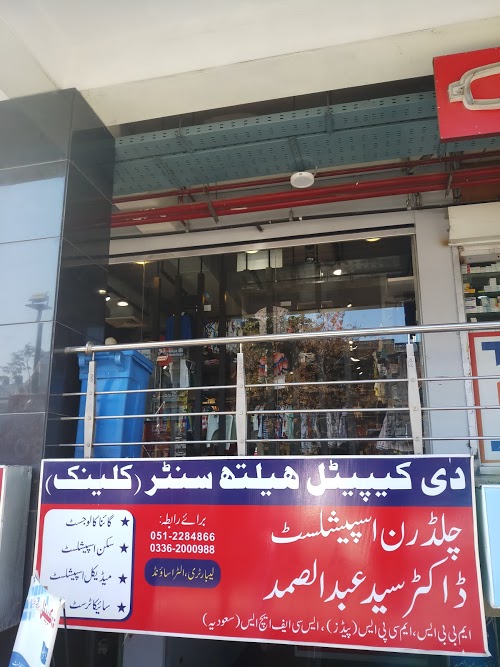 دی کیپیٹل ہیلتھ سنٹر (کلینک)
چلڈرن اسپیشلسٹ
ڈاکٹر سید عبدالصمد
ایم بی بی ایس، ایم سی پی ایس (پیڈز)، ایس سی ایف ایچ ایس (سعودیہ)
برائے رابطہ:
051-2284866
0336-2000988
لیبارٹری، الٹراساؤنڈ
★ گائناکالوجسٹ
★ سکن اسپیشلسٹ
★ میڈیکل اسپیشلسٹ
★ سائیکاٹرسٹ